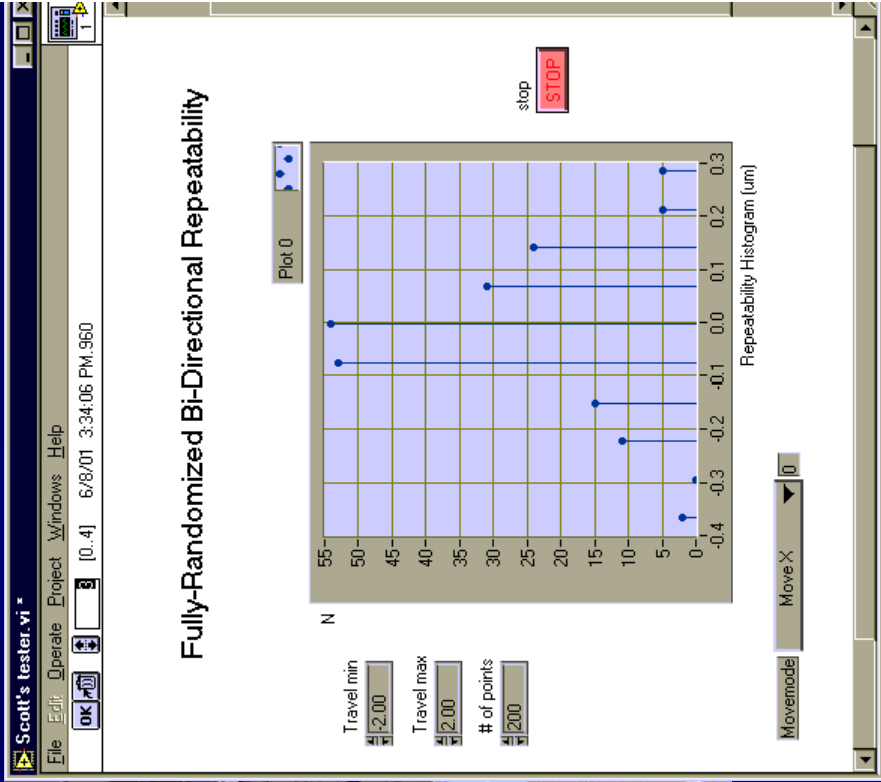 Scott's tester.vi *
File Edit Operate Project Windows Help
OK 3 [0..4] 6/8/01 3:34:06 PM.960
1
Fully-Randomized Bi-Directional Repeatability
Plot 0
Travel min
-2.00
Travel max
2.00
# of points
200
N
55
50
45
40
35
30
25
20
15
10
5
0
-0.4 -0.3 -0.2 -0.1 0.0 0.1 0.2 0.3
Repeatability Histogram (um)
stop
STOP
Movemode Move X 0